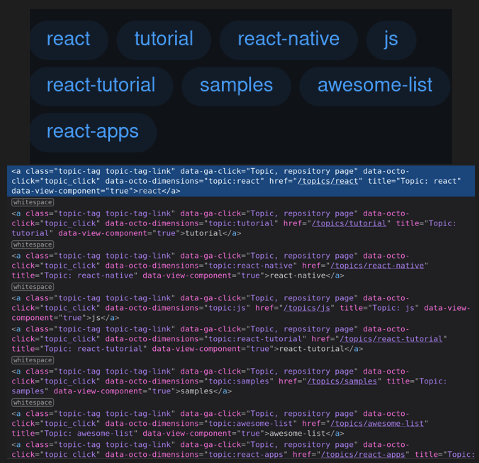 react tutorial react-native js
react-tutorial samples awesome-list
react-apps
<a class="topic-tag topic-tag-link" data-ga-click="Topic, repository page" data-octo-
click="topic_click" data-octo-dimensions="topic:react" href="/topics/react" title="Topic: react"
data-view-component="true">react</a>
whitespace
<a class="topic-tag topic-tag-link" data-ga-click="Topic, repository page" data-octo-
click="topic_click" data-octo-dimensions="topic:tutorial" href="/topics/tutorial" title="Topic:
tutorial" data-view-component="true">tutorial</a>
whitespace
<a class="topic-tag topic-tag-link" data-ga-click="Topic, repository page" data-octo-
click="topic_click" data-octo-dimensions="topic:react-native" href="/topics/react-native"
title="Topic: react-native" data-view-component="true">react-native</a>
whitespace
<a class="topic-tag topic-tag-link" data-ga-click="Topic, repository page" data-octo-
click="topic_click" data-octo-dimensions="topic:js" href="/topics/js" title="Topic: js" data-view-
component="true">js</a>
<a class="topic-tag topic-tag-link" data-ga-click="Topic, repository page" data-octo-
click="topic_click" data-octo-dimensions="topic:react-tutorial" href="/topics/react-tutorial"
title="Topic: react-tutorial" data-view-component="true">react-tutorial</a>
whitespace
<a class="topic-tag topic-tag-link" data-ga-click="Topic, repository page" data-octo-
click="topic_click" data-octo-dimensions="topic:samples" href="/topics/samples" title="Topic:
samples" data-view-component="true">samples</a>
whitespace
<a class="topic-tag topic-tag-link" data-ga-click="Topic, repository page" data-octo-
click="topic_click" data-octo-dimensions="topic:awesome-list" href="/topics/awesome-list"
title="Topic: awesome-list" data-view-component="true">awesome-list</a>
<a class="topic-tag topic-tag-link" data-ga-click="Topic, repository page" data-octo-
click="topic_click" data-octo-dimensions="topic:react-apps" href="/topics/react-apps" title="Topic: